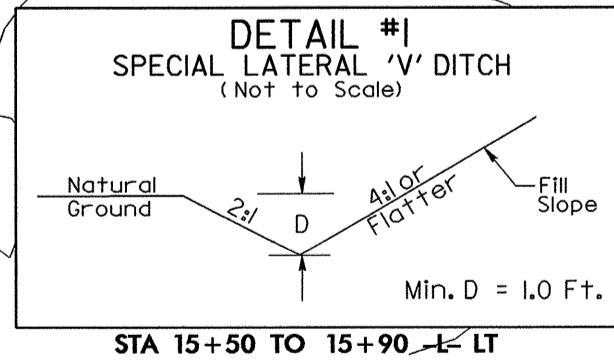 DETAIL #1
SPECIAL LATERAL 'V' DITCH
(Not to Scale)
Natural
Ground
2:1
D
4:1 or
Flatter
Fill
Slope
Min. D = 1.0 Ft.
STA 15+50 TO 15+90 -L- LT